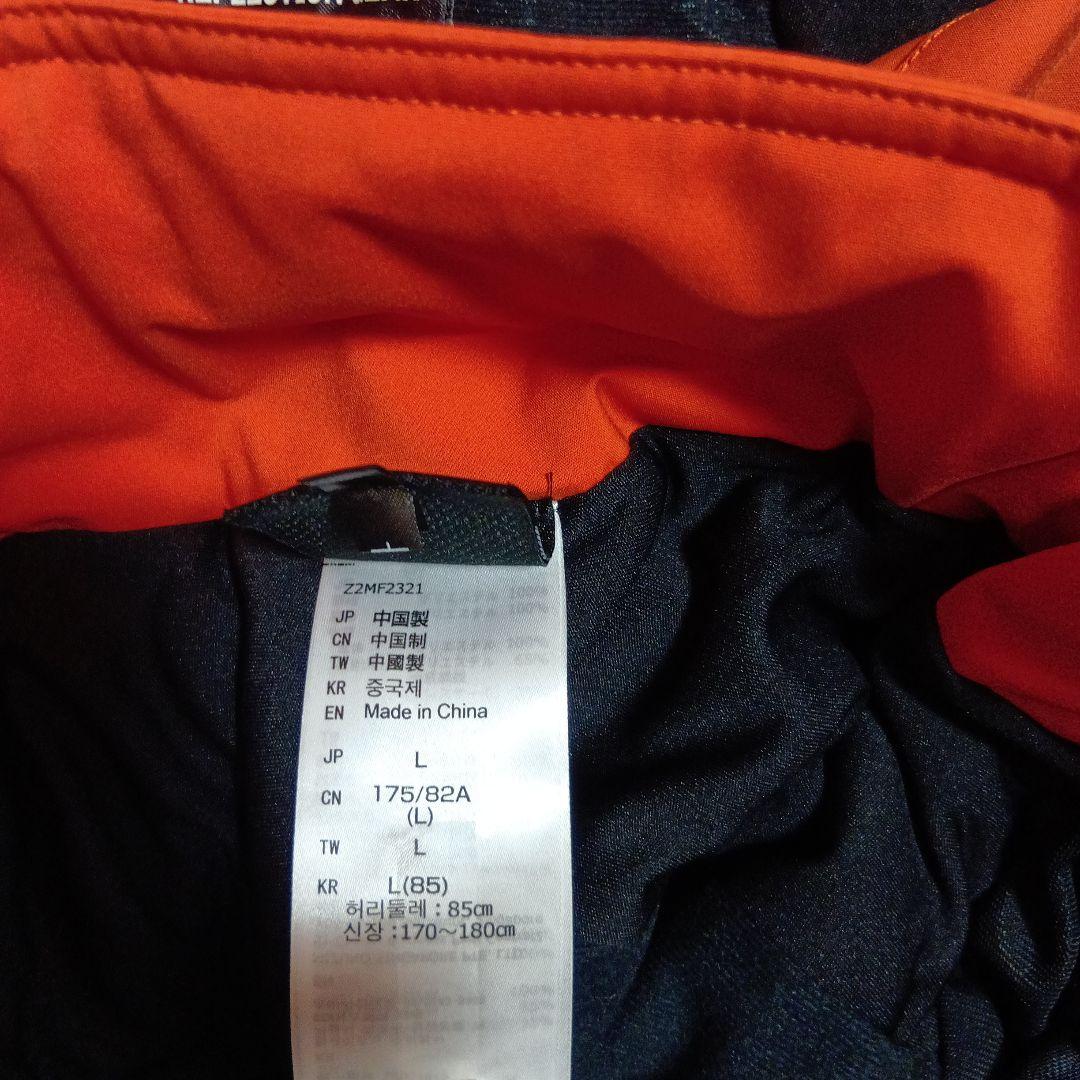 Z2MF2321
JP 中国製
CN 中国制
TW 中國製
KR 중국제
EN Made in China
JP L
CN 175/82A
(L)
TW L
KR L(85)
허리둘레 : 85㎝
신장 : 170～180㎝